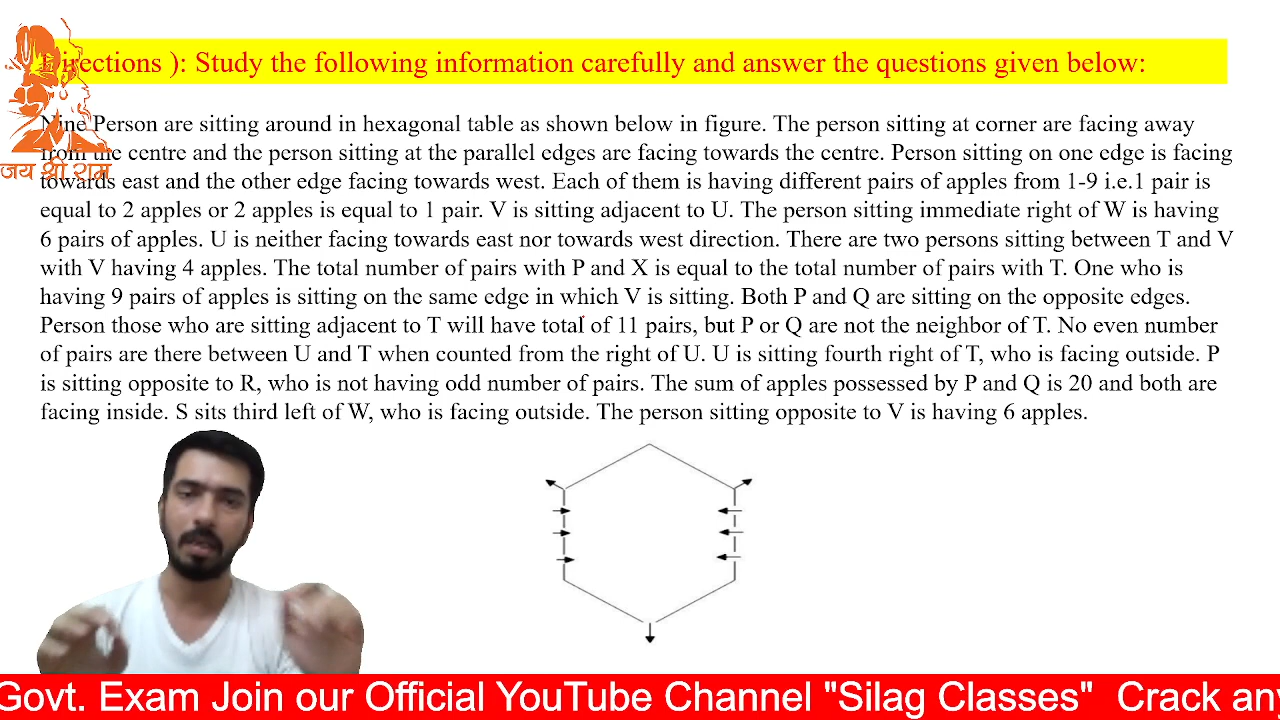 Directions ): Study the following information carefully and answer the questions given below:
Nine Person are sitting around in hexagonal table as shown below in figure. The person sitting at corner are facing away
from the centre and the person sitting at the parallel edges are facing towards the centre. Person sitting on one edge is facing
जय श्री राम
towards east and the other edge facing towards west. Each of them is having different pairs of apples from 1-9 i.e.1 pair is
equal to 2 apples or 2 apples is equal to 1 pair. V is sitting adjacent to U. The person sitting immediate right of W is having
6 pairs of apples. U is neither facing towards east nor towards west direction. There are two persons sitting between T and V
with V having 4 apples. The total number of pairs with P and X is equal to the total number of pairs with T. One who is
having 9 pairs of apples is sitting on the same edge in which V is sitting. Both P and Q are sitting on the opposite edges.
Person those who are sitting adjacent to T will have total of 11 pairs, but P or Q are not the neighbor of T. No even number
of pairs are there between U and T when counted from the right of U. U is sitting fourth right of T, who is facing outside. P
is sitting opposite to R, who is not having odd number of pairs. The sum of apples possessed by P and Q is 20 and both are
facing inside. S sits third left of W, who is facing outside. The person sitting opposite to V is having 6 apples.
Govt. Exam Join our Official YouTube Channel "Silag Classes" Crack any